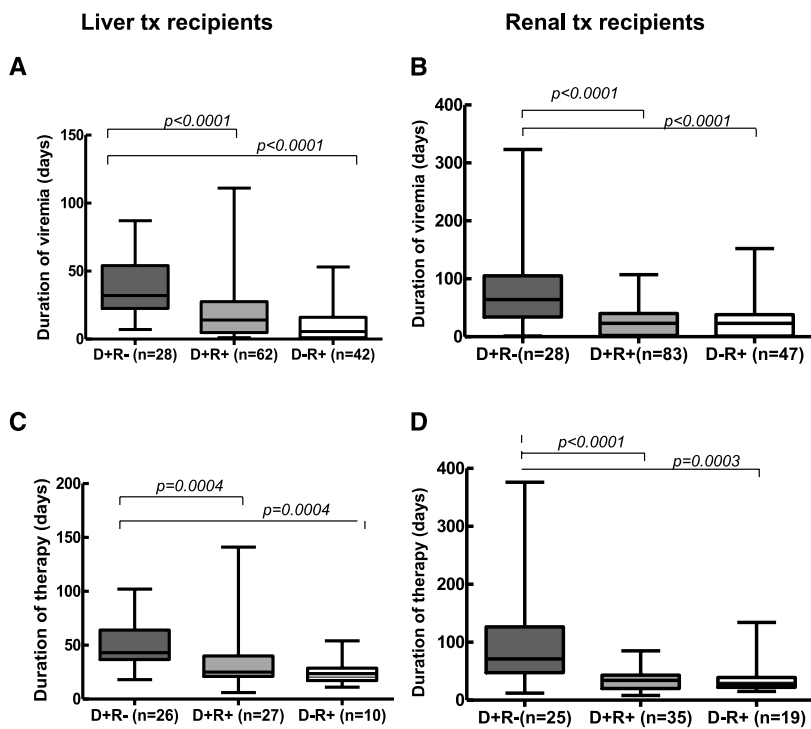 Liver tx recipients
Renal tx recipients
A
p<0.0001
p<0.0001
150
100
50
0
Duration of viremia (days)
D+R- (n=28) D+R+ (n=62) D-R+ (n=42)
B
p<0.0001
p<0.0001
400
300
200
100
0
Duration of viremia (days)
D+R-(n=28) D+R+(n=83) D-R+ (n=47)
C
p=0.0004
p=0.0004
200
150
100
50
0
Duration of therapy (days)
D+R- (n=26) D+R+ (n=27) D-R+ (n=10)
D
p<0.0001
p=0.0003
400
300
200
100
0
Duration of therapy (days)
D+R-(n=25) D+R+ (n=35) D-R+ (n=19)